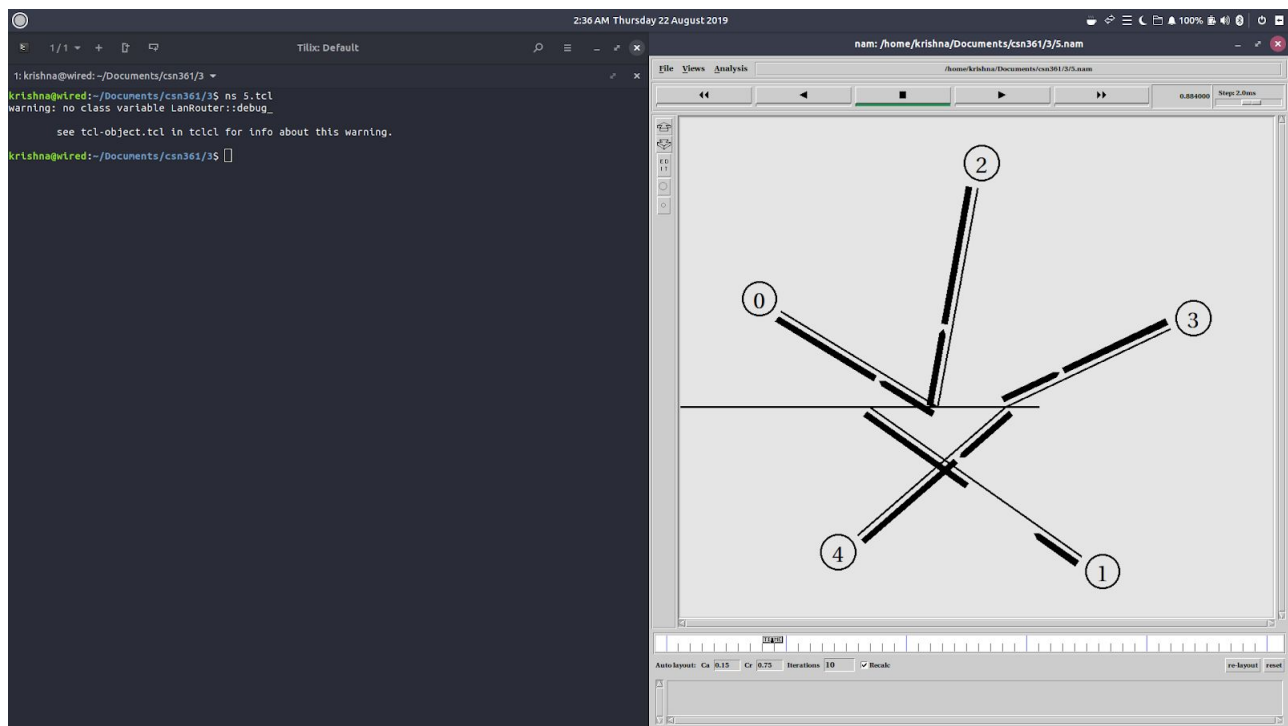 2:36 AM Thursday 22 August 2019
100%
1 / 1
Tilix: Default
1: krishna@wired: ~/Documents/csn361/3
krishna@wired:~/Documents/csn361/3$ ns 5.tcl
warning: no class variable LanRouter::debug_
see tcl-object.tcl in tclcl for info about this warning.
krishna@wired:~/Documents/csn361/3$
nam: /home/krishna/Documents/csn361/3/5.nam
File Views Analysis
/home/krishna/Documents/csn361/3/5.nam
0.884000
Step: 2.0ms
ED
IT
2
0
3
4
1
TIME
Auto layout: Ca 0.15 Cr 0.75 Iterations 10 Recalc
re-layout reset